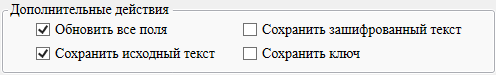 Дополнительные действия
Обновить все поля
Сохранить зашифрованный текст
Сохранить исходный текст
Сохранить ключ